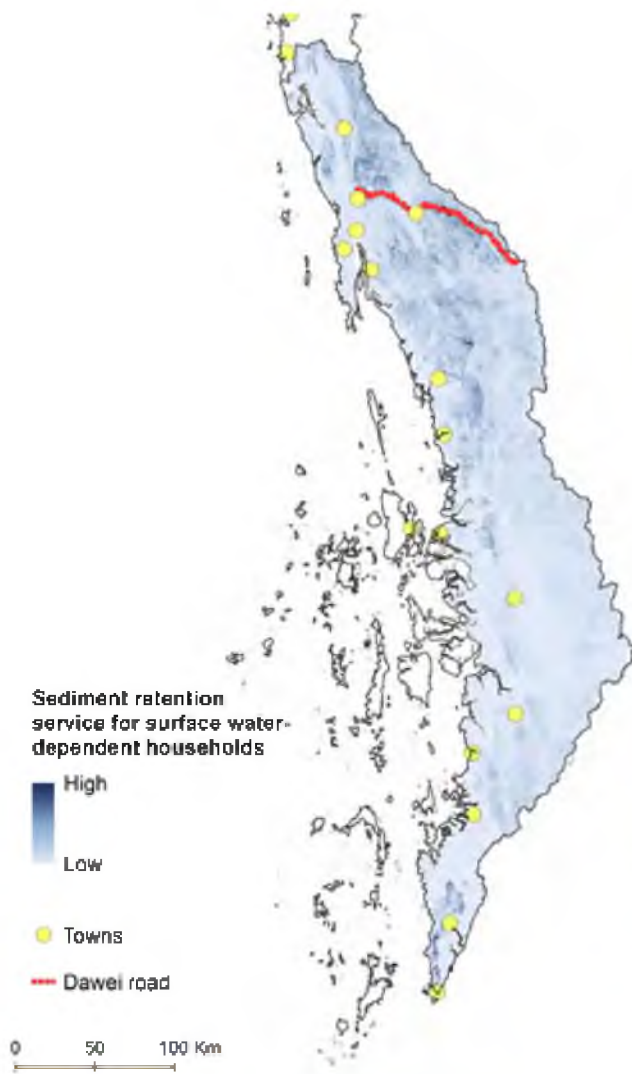 Sediment retention
service for surface water-
dependent households
High
Low
Towns
Dawei road
0 50 100 Km